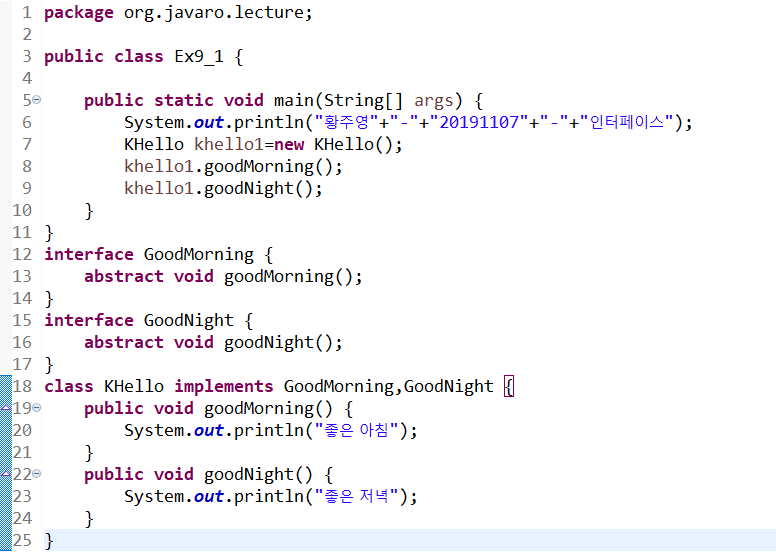 1 package org.javaro.lecture;
2
3 public class Ex9_1 {
4
5 public static void main(String[] args) {
6 System.out.println("황주영"+"-"+"20191107"+"-"+"인터페이스");
7 KHello khello1=new KHello();
8 khello1.goodMorning();
9 khello1.goodNight();
10 }
11 }
12 interface GoodMorning {
13 abstract void goodMorning();
14 }
15 interface GoodNight {
16 abstract void goodNight();
17 }
18 class KHello implements GoodMorning,GoodNight {
19 public void goodMorning() {
20 System.out.println("좋은 아침");
21 }
22 public void goodNight() {
23 System.out.println("좋은 저녁");
24 }
25 }